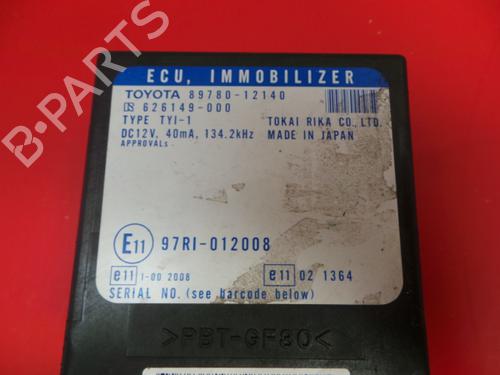 B-PARTS
ECU, IMMOBILIZER
TOYOTA 89780-12140
626149-000
TYPE TYI-1 TOKAI RIKA CO., LTD.
DC12V, 40mA, 134.2kHz MADE IN JAPAN
APPROVALs
E11 97RI-012008
e11 1-00 2008 e11 02 1364
SERIAL NO. (see barcode below)
>PBT-GF30<